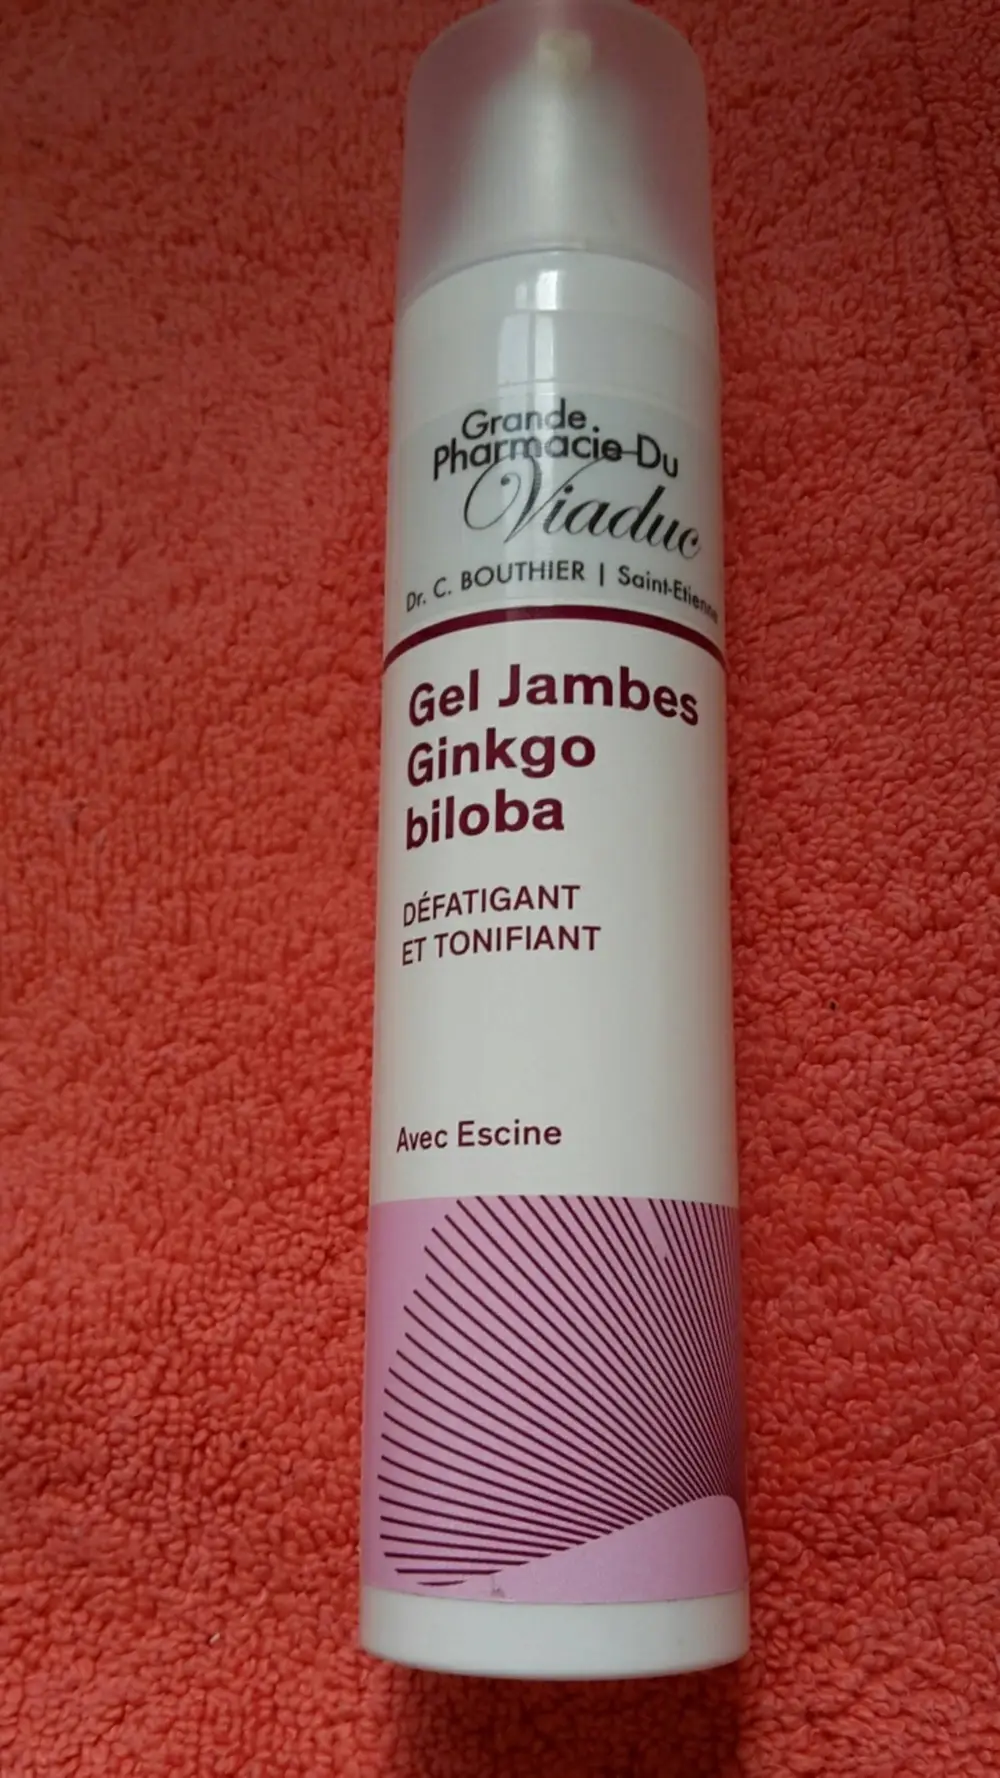 Grande
Pharmacie Du
Viaduc
Dr. C. BOUTHIER | Saint-Etienne
Gel Jambes
Ginkgo
biloba
DÉFATIGANT
ET TONIFIANT
Avec Escine